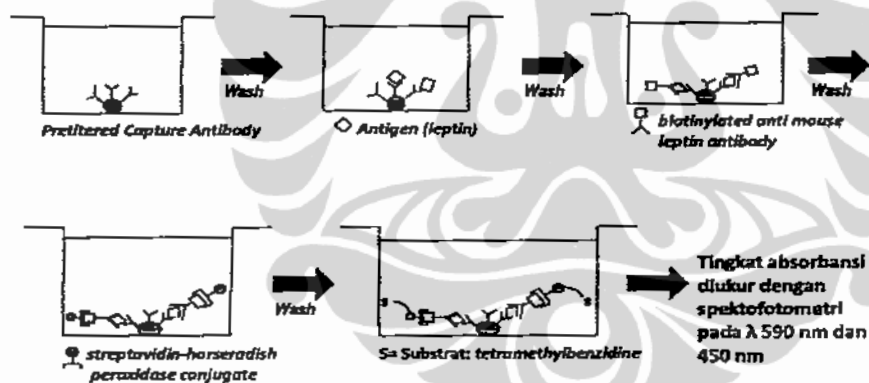 Wash
Wash
Wash
Pretitered Capture Antibody
Antigen (leptin)
biotinylated anti mouse
leptin antibody
Wash
streptavidin-horseradish
peroxidase conjugate
S= Substrat: tetramethylbenzidine
S
S
Tingkat absorbansi
diukur dengan
spektofotometri
pada λ 590 nm dan
450 nm